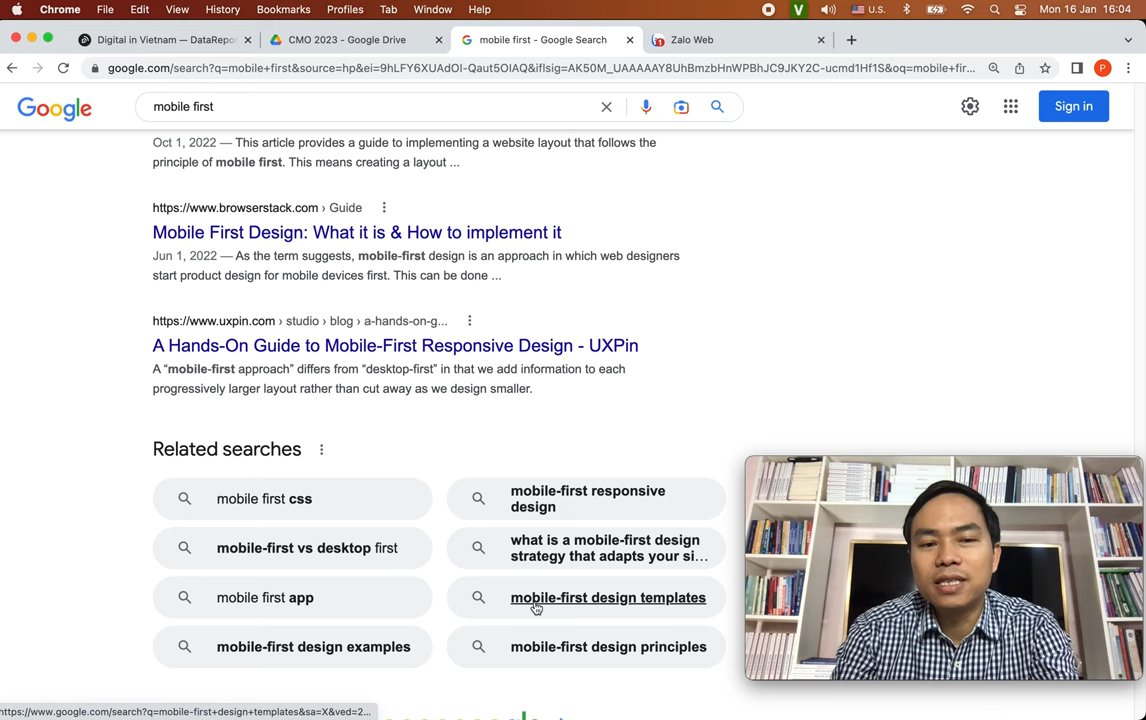 Chrome File Edit View History Bookmarks Profiles Tab Window Help
V U.S. Mon 16 Jan 16:04
Digital in Vietnam — DataRepo
CMO 2023 - Google Drive
mobile first - Google Search
1 Zalo Web
google.com/search?q=mobile+first&source=hp&ei=9hLFY6XUAdOI-Qaut5OIAQ&iflsig=AK50M_UAAAAAY8UhBmzbHnWPBhJC9JKY2C-ucmd1Hf1S&oq=mobile+fir...
P
Google
mobile first
Sign in
Oct 1, 2022 — This article provides a guide to implementing a website layout that follows the
principle of mobile first. This means creating a layout ...
https://www.browserstack.com › Guide
Mobile First Design: What it is & How to implement it
Jun 1, 2022 — As the term suggests, mobile-first design is an approach in which web designers
start product design for mobile devices first. This can be done ...
https://www.uxpin.com › studio › blog › a-hands-on-g...
A Hands-On Guide to Mobile-First Responsive Design - UXPin
A “mobile-first approach” differs from “desktop-first” in that we add information to each
progressively larger layout rather than cut away as we design smaller.
Related searches
mobile first css
mobile-first responsive
design
mobile-first vs desktop first
what is a mobile-first design
strategy that adapts your si...
mobile first app
mobile-first design templates
mobile-first design examples
mobile-first design principles
https://www.google.com/search?q=mobile-first+design+templates&sa=X&ved=2...